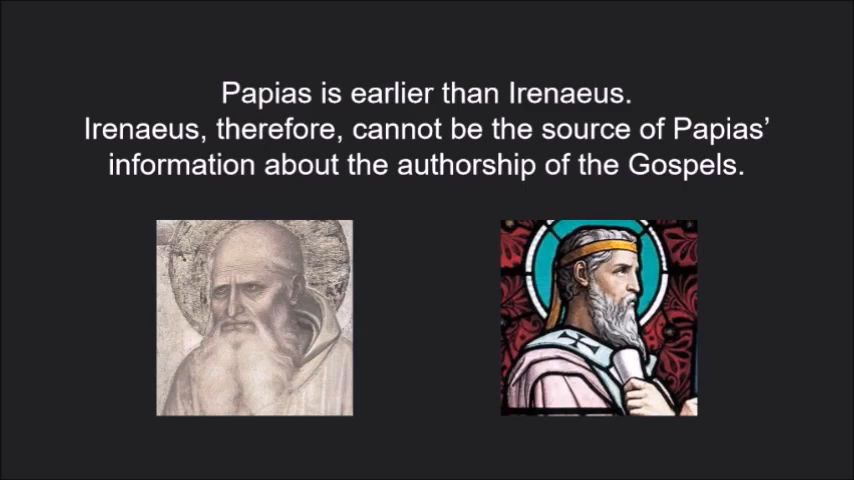 Papias is earlier than Irenaeus.
Irenaeus, therefore, cannot be the source of Papias’
information about the authorship of the Gospels.